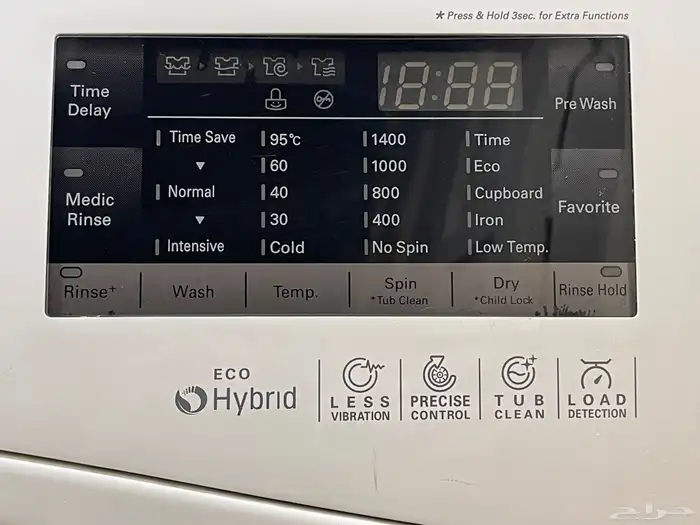 * Press & Hold 3sec. for Extra Functions
18:88
Time
Delay
Pre Wash
Time Save
95℃
1400
Time
60
1000
Eco
Medic
Rinse
Normal
40
800
Cupboard
Favorite
30
400
Iron
Intensive
Cold
No Spin
Low Temp.
Rinse+
Wash
Temp.
Spin
*Tub Clean
Dry
*Child Lock
Rinse Hold
ECO
Hybrid
LESS
VIBRATION
PRECISE
CONTROL
TUB
CLEAN
LOAD
DETECTION
حراج